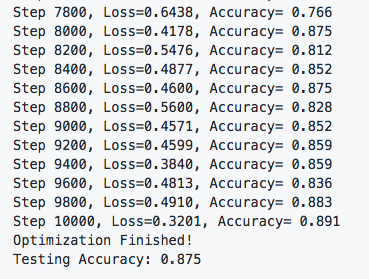 Step 7800, Loss=0.6438, Accuracy= 0.766
Step 8000, Loss=0.4178, Accuracy= 0.875
Step 8200, Loss=0.5476, Accuracy= 0.812
Step 8400, Loss=0.4877, Accuracy= 0.852
Step 8600, Loss=0.4600, Accuracy= 0.875
Step 8800, Loss=0.5600, Accuracy= 0.828
Step 9000, Loss=0.4571, Accuracy= 0.852
Step 9200, Loss=0.4599, Accuracy= 0.859
Step 9400, Loss=0.3840, Accuracy= 0.859
Step 9600, Loss=0.4813, Accuracy= 0.836
Step 9800, Loss=0.4910, Accuracy= 0.883
Step 10000, Loss=0.3201, Accuracy= 0.891
Optimization Finished!
Testing Accuracy: 0.875